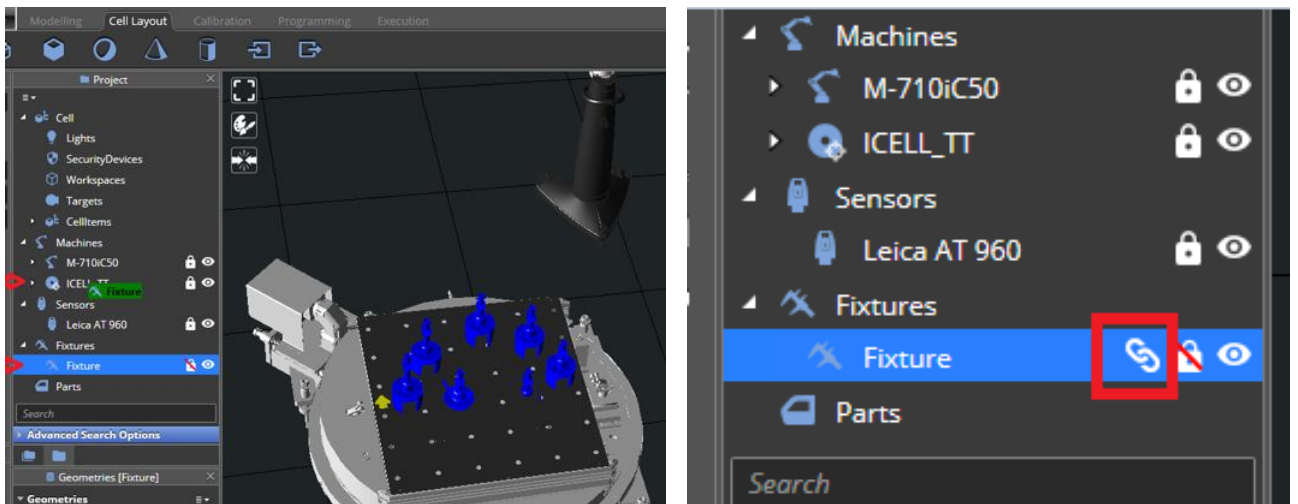 Modelling Cell Layout Calibration Programming Execution
Project
Cell
Lights
SecurityDevices
Workspaces
Targets
CellItems
Machines
M-710iC50
ICELL_TT
Fixture
Sensors
Leica AT 960
Fixtures
Fixture
Parts
Search
Advanced Search Options
Geometries [Fixture]
Geometries
Machines
M-710iC50
ICELL_TT
Sensors
Leica AT 960
Fixtures
Fixture
Parts
Search